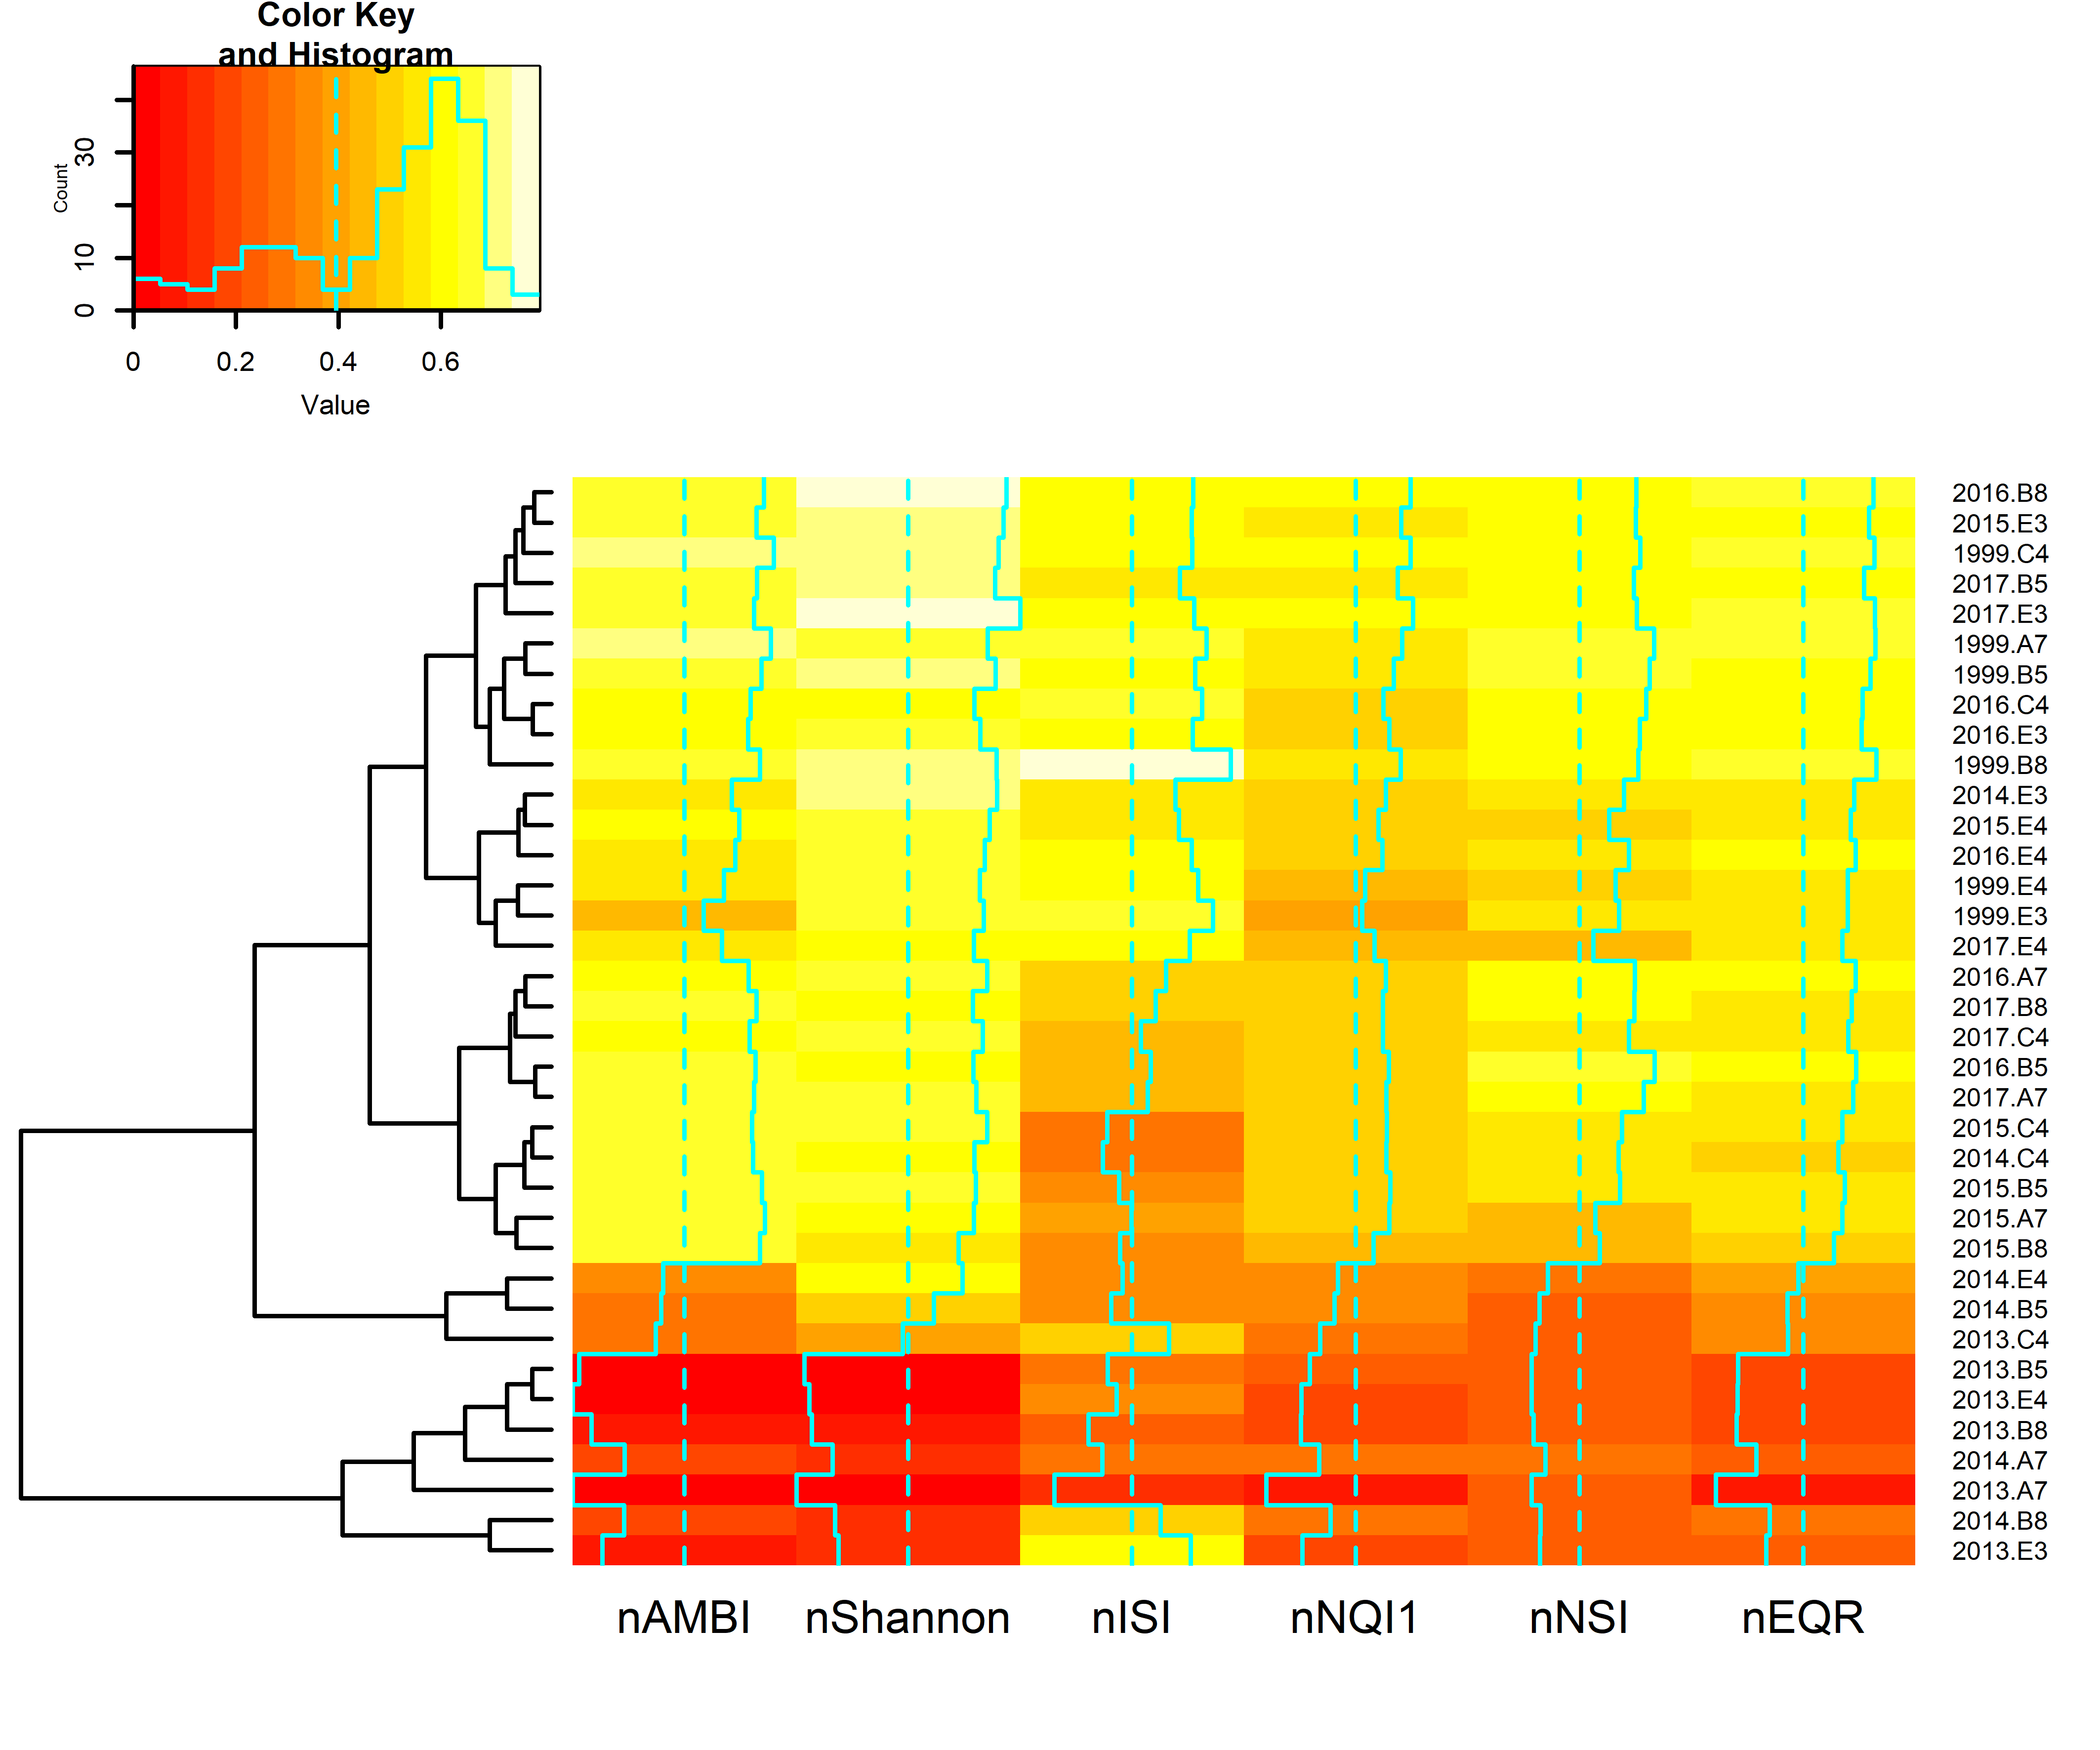 Color Key
and Histogram
Count
0 10 30
0 0.2 0.4 0.6
Value
2016.B8
2015.E3
1999.C4
2017.B5
2017.E3
1999.A7
1999.B5
2016.C4
2016.E3
1999.B8
2014.E3
2015.E4
2016.E4
1999.E4
1999.E3
2017.E4
2016.A7
2017.B8
2017.C4
2016.B5
2017.A7
2015.C4
2014.C4
2015.B5
2015.A7
2015.B8
2014.E4
2014.B5
2013.C4
2013.B5
2013.E4
2013.B8
2014.A7
2013.A7
2014.B8
2013.E3
nAMBI nShannon nISI nNQI1 nNSI nEQR